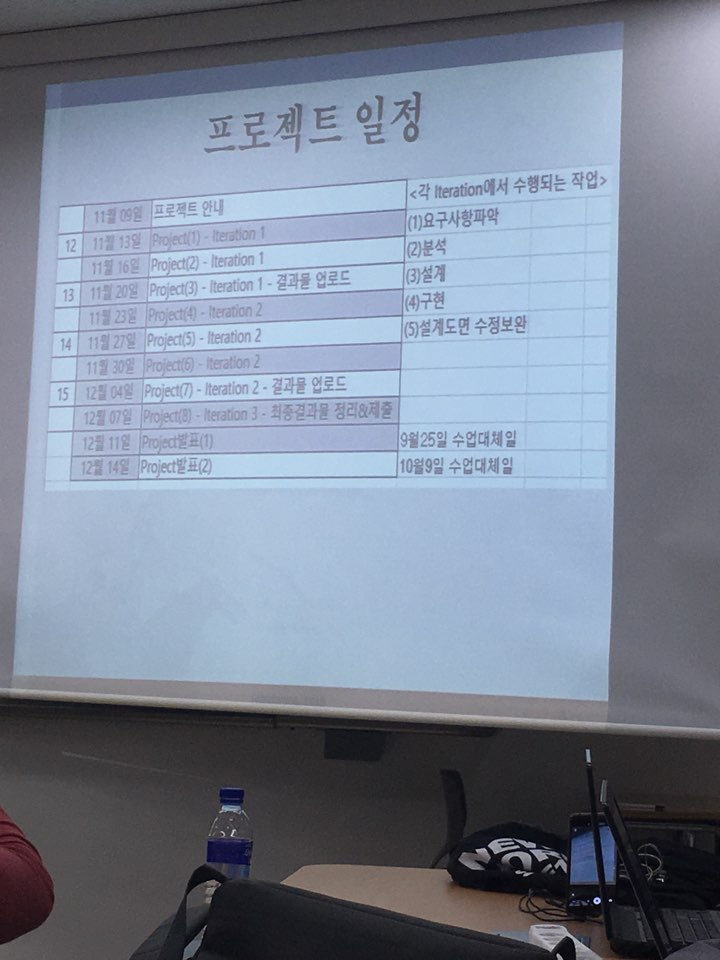 프로젝트 일정
<각 Iteration에서 수행되는 작업>
11월 09일 프로젝트 안내
(1)요구사항파악
12 11월 13일 Project(1) - Iteration 1
(2)분석
11월 16일 Project(2) - Iteration 1
(3)설계
13 11월 20일 Project(3) - Iteration 1 - 결과물 업로드
(4)구현
11월 23일 Project(4) - Iteration 2
(5)설계도면 수정보완
14 11월 27일 Project(5) - Iteration 2
11월 30일 Project(6) - Iteration 2
15 12월 04일 Project(7) - Iteration 2 - 결과물 업로드
12월 07일 Project(8) - Iteration 3 - 최종결과물 정리&제출
12월 11일 Project발표(1) 9월25일 수업대체일
12월 14일 Project발표(2) 10월9일 수업대체일